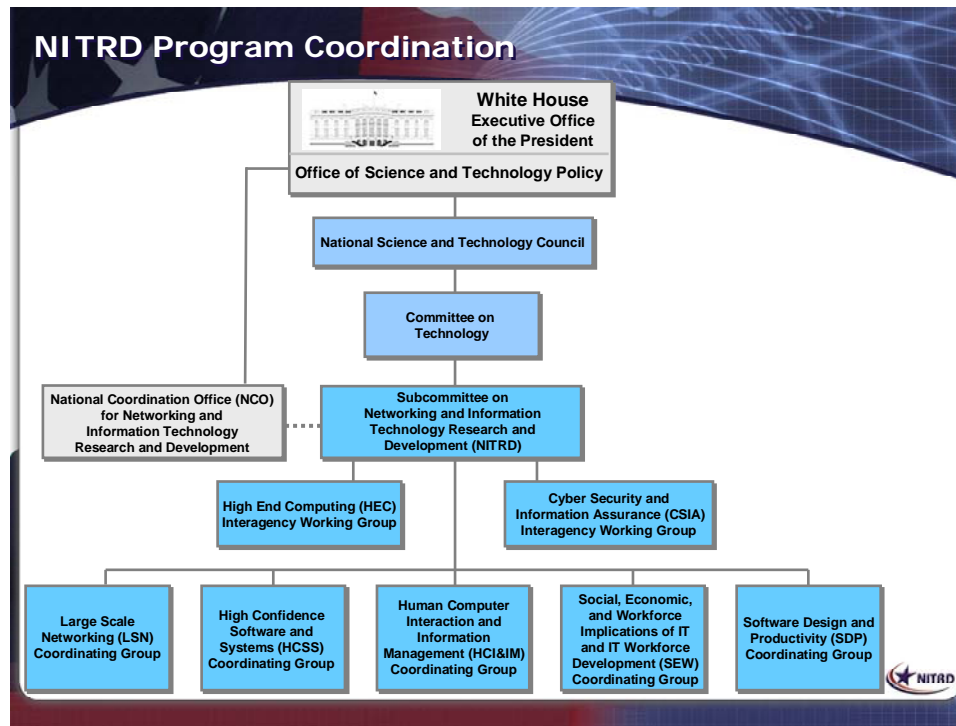 NITRD Program Coordination
White House
Executive Office
of the President
Office of Science and Technology Policy
National Science and Technology Council
Committee on
Technology
National Coordination Office (NCO)
for Networking and
Information Technology
Research and Development
Subcommittee on
Networking and Information
Technology Research and
Development (NITRD)
High End Computing (HEC)
Interagency Working Group
Cyber Security and
Information Assurance (CSIA)
Interagency Working Group
Large Scale
Networking (LSN)
Coordinating Group
High Confidence
Software and
Systems (HCSS)
Coordinating Group
Human Computer
Interaction and
Information
Management (HCI&IM)
Coordinating Group
Social, Economic,
and Workforce
Implications of IT
and IT Workforce
Development (SEW)
Coordinating Group
Software Design and
Productivity (SDP)
Coordinating Group
NITRD